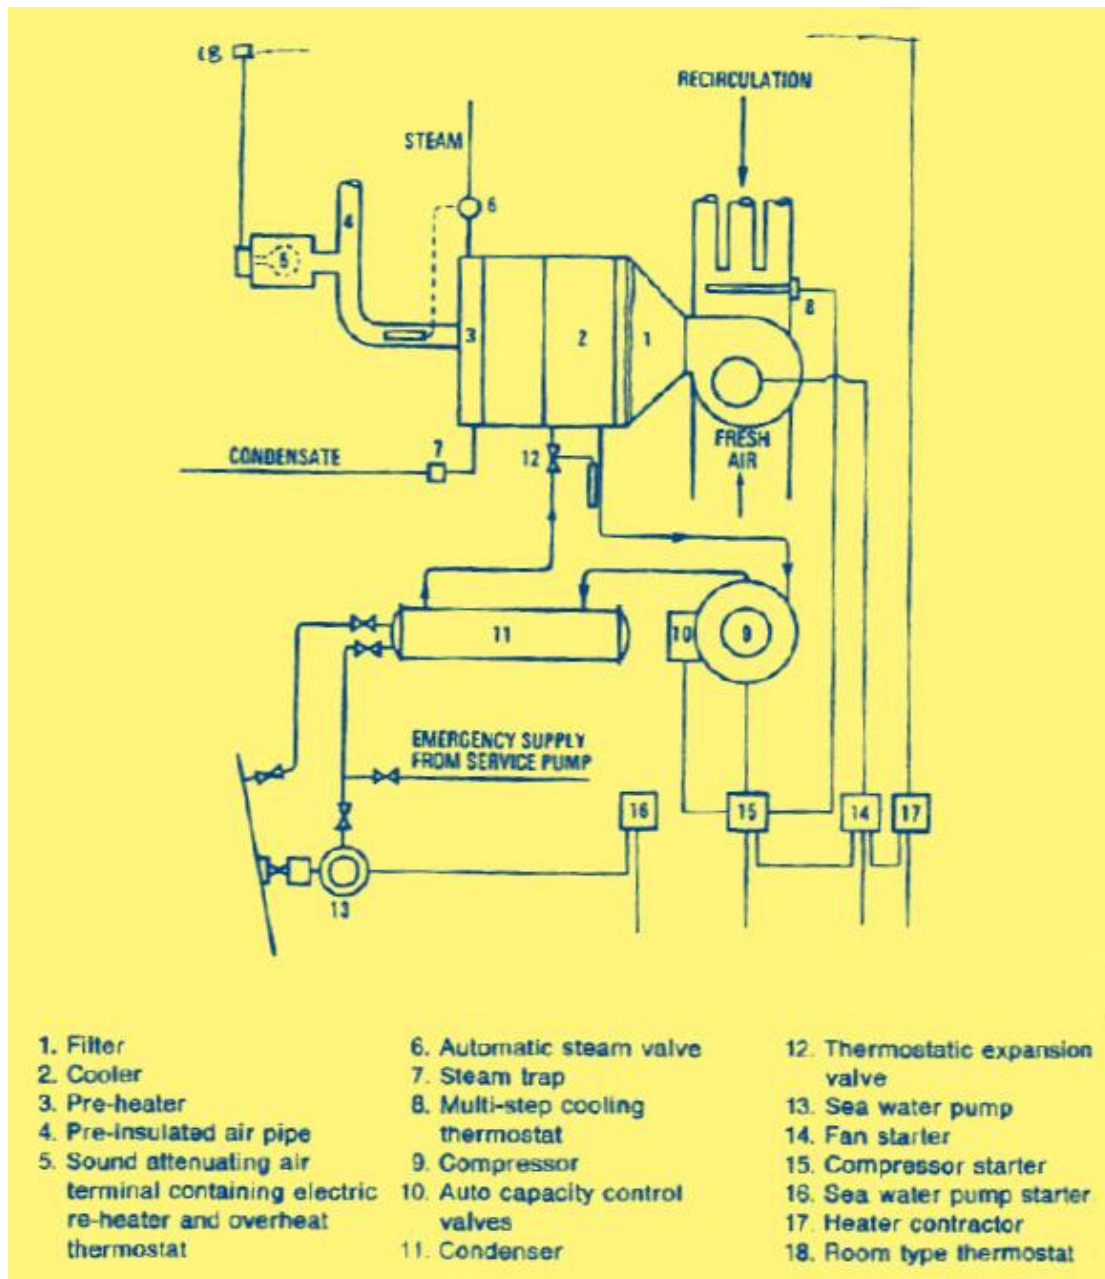 18
RECIRCULATION
STEAM
6
4
5
8
3
2
1
FRESH
AIR
7
CONDENSATE
12
11
10
9
EMERGENCY SUPPLY
FROM SERVICE PUMP
16
15
14
17
13
1. Filter
2. Cooler
3. Pre-heater
4. Pre-insulated air pipe
5. Sound attenuating air
terminal containing electric
re-heater and overheat
thermostat
6. Automatic steam valve
7. Steam trap
8. Multi-step cooling
thermostat
9. Compressor
10. Auto capacity control
valves
11. Condenser
12. Thermostatic expansion
valve
13. Sea water pump
14. Fan starter
15. Compressor starter
16. Sea water pump starter
17. Heater contractor
18. Room type thermostat